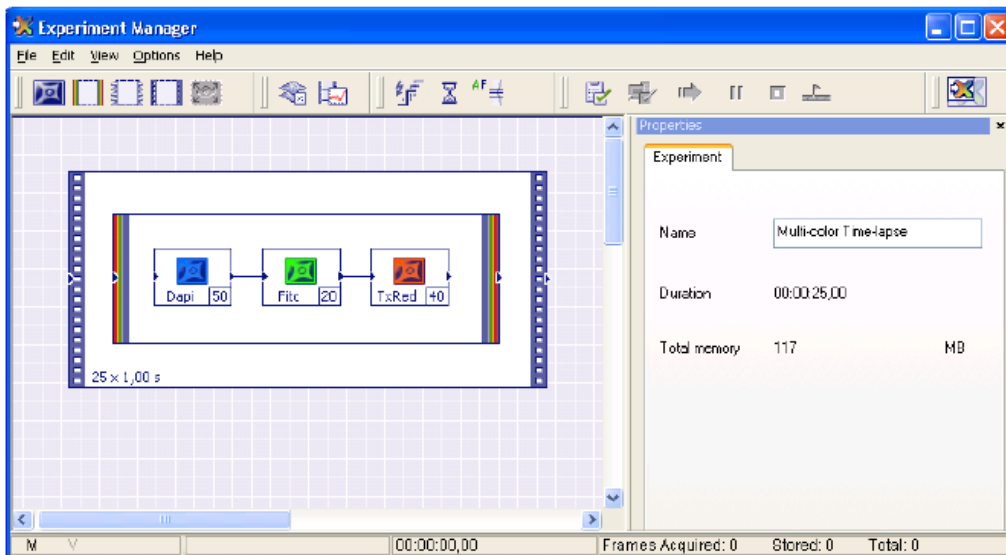 Experiment Manager
File Edit View Options Help
AF
Properties
Experiment
Name Multi-color Time-lapse
Duration 00:00:25,00
Total memory 117 MB
Dapi 50 Fitc 20 TxRed 40
25 x 1,00 s
M V 00:00:00,00 Frames Acquired: 0 Stored: 0 Total: 0